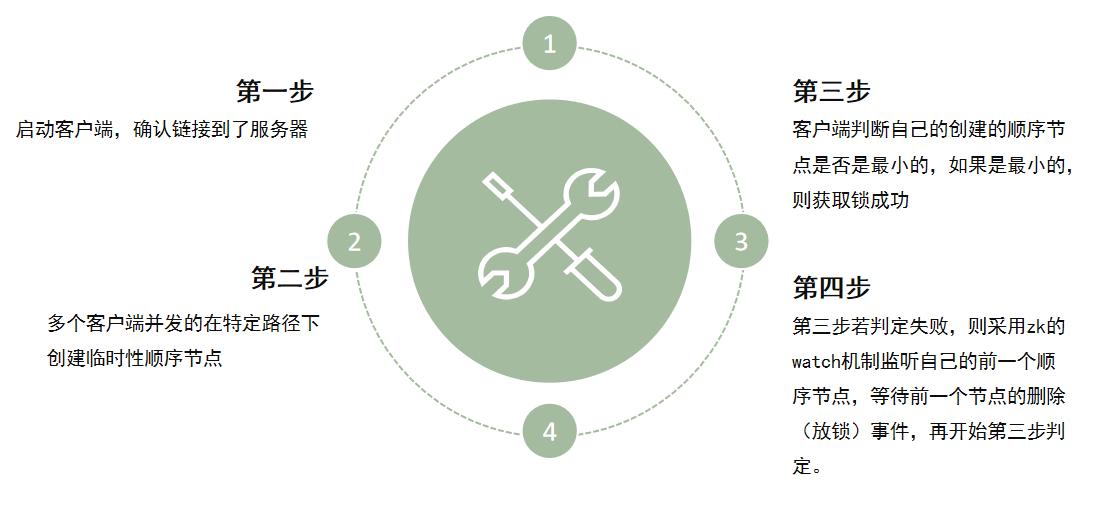 1
第一步
启动客户端，确认链接到了服务器
2
第二步
多个客户端并发的在特定路径下
创建临时性顺序节点
3
第三步
客户端判断自己的创建的顺序节
点是否是最小的，如果是最小的，
则获取锁成功
4
第四步
第三步若判定失败，则采用zk的
watch机制监听自己的前一个顺
序节点，等待前一个节点的删除
（放锁）事件，再开始第三步判
定。